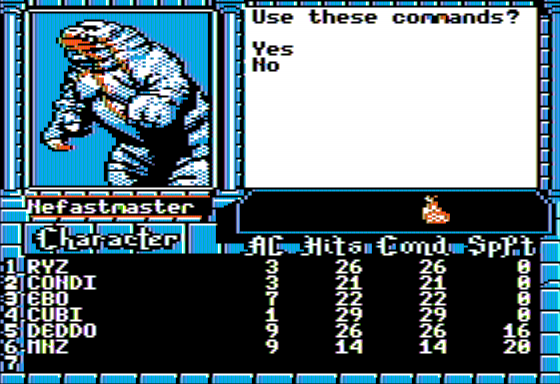 Use these commands?
Yes
No
Nefastmaster
Character AC Hits Cond SpPt
1 RYZ 3 26 26 0
2 CONDI 3 21 21 0
3 EBO 7 22 22 0
4 CUBI 1 29 29 0
5 DEDDO 9 26 26 16
6 MNZ 9 14 14 20
7